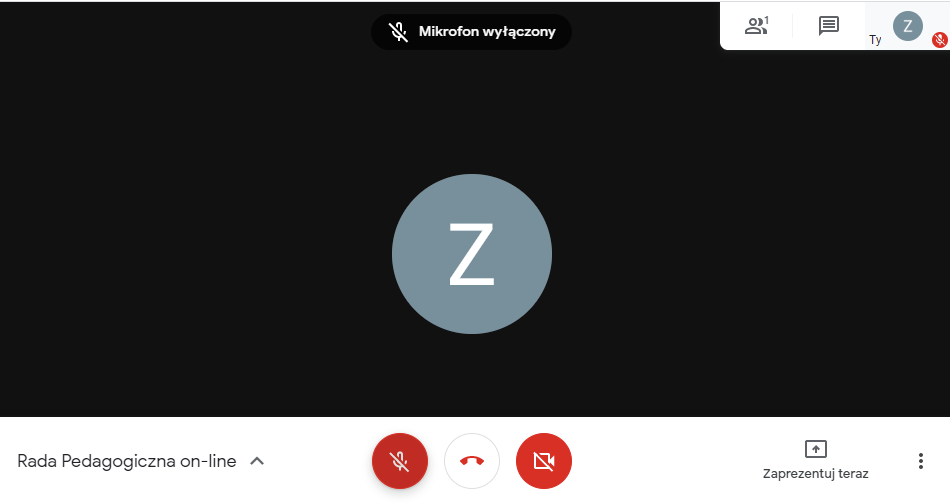 Mikrofon wyłączony
1
Z
Ty
Z
Rada Pedagogiczna on-line
Zaprezentuj teraz